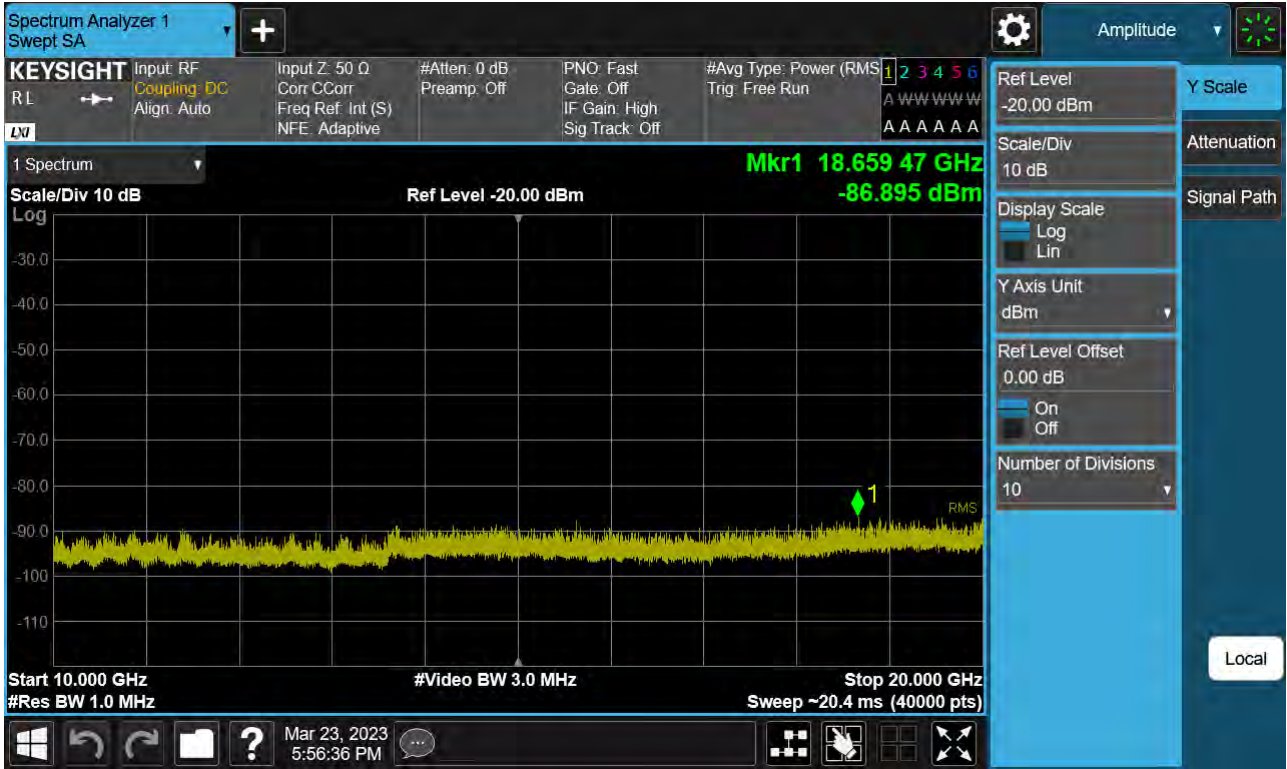 Spectrum Analyzer 1
Swept SA
+
Amplitude
KEYSIGHT
R L
LXI
Input: RF
Coupling: DC
Align: Auto
Input Z: 50 Ω
Corr CCorr
Freq Ref: Int (S)
NFE: Adaptive
#Atten: 0 dB
Preamp: Off
PNO: Fast
Gate: Off
IF Gain: High
Sig Track: Off
#Avg Type: Power (RMS
Trig: Free Run
1 2 3 4 5 6
A W W W W W
A A A A A A
1 Spectrum
Mkr1 18.659 47 GHz
-86.895 dBm
Scale/Div 10 dB
Ref Level -20.00 dBm
Log
-30.0
-40.0
-50.0
-60.0
-70.0
-80.0
1
RMS
-90.0
-100
-110
Start 10.000 GHz
#Video BW 3.0 MHz
Stop 20.000 GHz
#Res BW 1.0 MHz
Sweep ~20.4 ms (40000 pts)
Ref Level
-20.00 dBm
Scale/Div
10 dB
Display Scale
Log
Lin
Y Axis Unit
dBm
Ref Level Offset
0.00 dB
On
Off
Number of Divisions
10
Y Scale
Attenuation
Signal Path
Local
?
Mar 23, 2023
5:56:36 PM